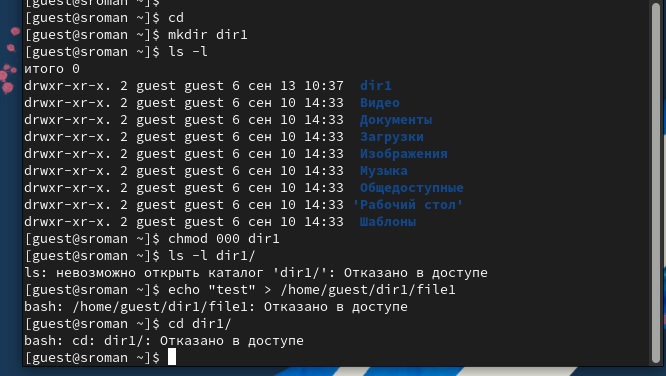 [guest@sroman ~]$
[guest@sroman ~]$ cd
[guest@sroman ~]$ mkdir dir1
[guest@sroman ~]$ ls -l
итого 0
drwxr-xr-x. 2 guest guest 6 сен 13 10:37  dir1
drwxr-xr-x. 2 guest guest 6 сен 10 14:33  Видео
drwxr-xr-x. 2 guest guest 6 сен 10 14:33  Документы
drwxr-xr-x. 2 guest guest 6 сен 10 14:33  Загрузки
drwxr-xr-x. 2 guest guest 6 сен 10 14:33  Изображения
drwxr-xr-x. 2 guest guest 6 сен 10 14:33  Музыка
drwxr-xr-x. 2 guest guest 6 сен 10 14:33  Общедоступные
drwxr-xr-x. 2 guest guest 6 сен 10 14:33 'Рабочий стол'
drwxr-xr-x. 2 guest guest 6 сен 10 14:33  Шаблоны
[guest@sroman ~]$ chmod 000 dir1
[guest@sroman ~]$ ls -l dir1/
ls: невозможно открыть каталог 'dir1/': Отказано в доступе
[guest@sroman ~]$ echo "test" > /home/guest/dir1/file1
bash: /home/guest/dir1/file1: Отказано в доступе
[guest@sroman ~]$ cd dir1/
bash: cd: dir1/: Отказано в доступе
[guest@sroman ~]$